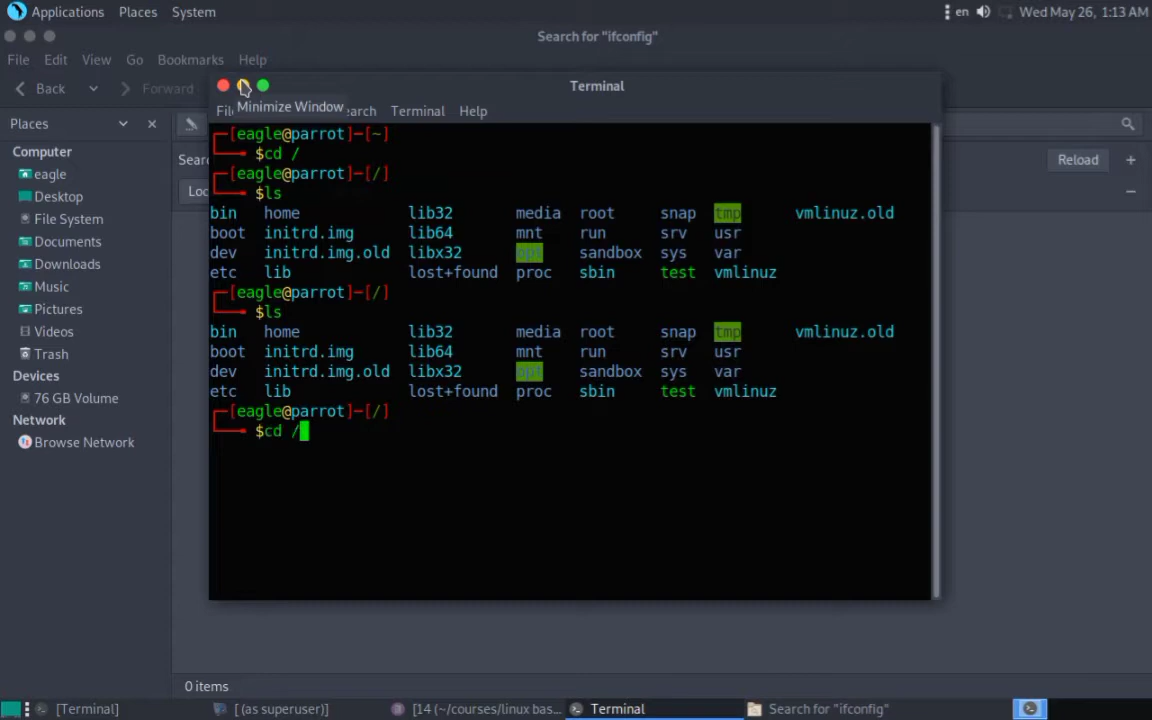 Applications Places System en Wed May 26, 1:13 AM
Search for "ifconfig"
File Edit View Go Bookmarks Help
Back Forward
Places
Computer
eagle
Desktop
File System
Documents
Downloads
Music
Pictures
Videos
Trash
Devices
76 GB Volume
Network
Browse Network
Reload
0 items
Terminal
Minimize Window
Terminal Help
┌─[eagle@parrot]─[~]
└──╼ $cd /
┌─[eagle@parrot]─[/]
└──╼ $ls
bin home lib32 media root snap tmp vmlinuz.old
boot initrd.img lib64 mnt run srv usr
dev initrd.img.old libx32 opt sandbox sys var
etc lib lost+found proc sbin test vmlinuz
┌─[eagle@parrot]─[/]
└──╼ $ls
bin home lib32 media root snap tmp vmlinuz.old
boot initrd.img lib64 mnt run srv usr
dev initrd.img.old libx32 opt sandbox sys var
etc lib lost+found proc sbin test vmlinuz
┌─[eagle@parrot]─[/]
└──╼ $cd /
[Terminal] [ (as superuser)] [14 (~/courses/linux bas... Terminal Search for "ifconfig"